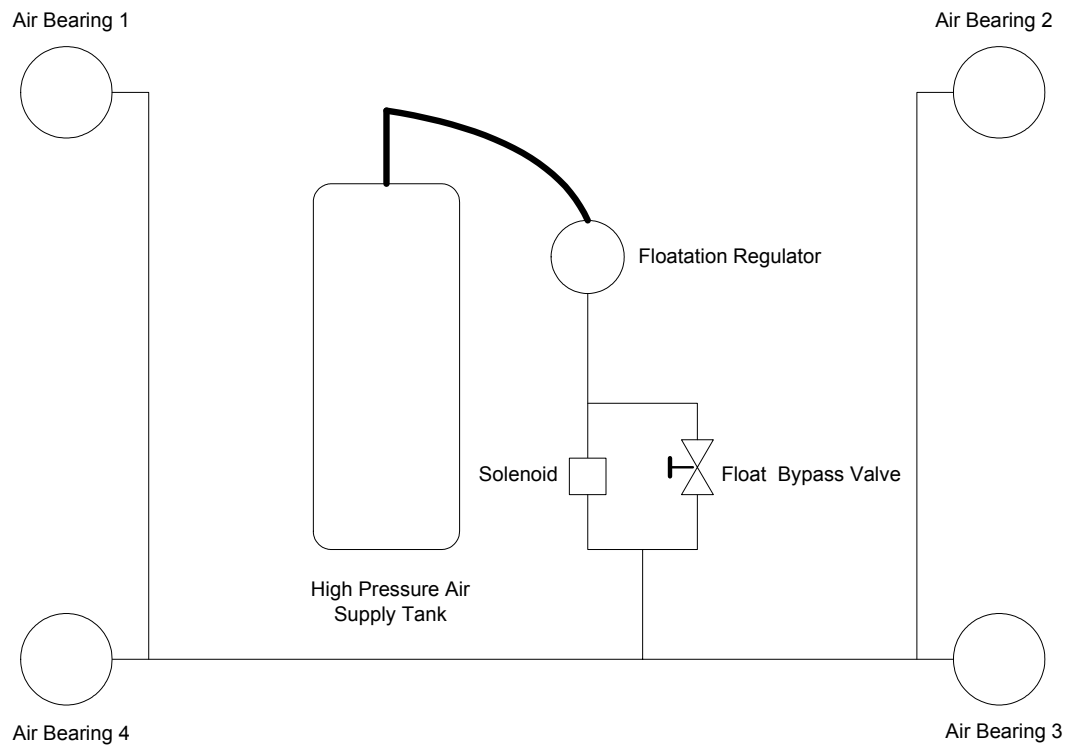 Air Bearing 1
Air Bearing 2
Floatation Regulator
Solenoid
Float  Bypass Valve
High Pressure Air
Supply Tank
Air Bearing 4
Air Bearing 3